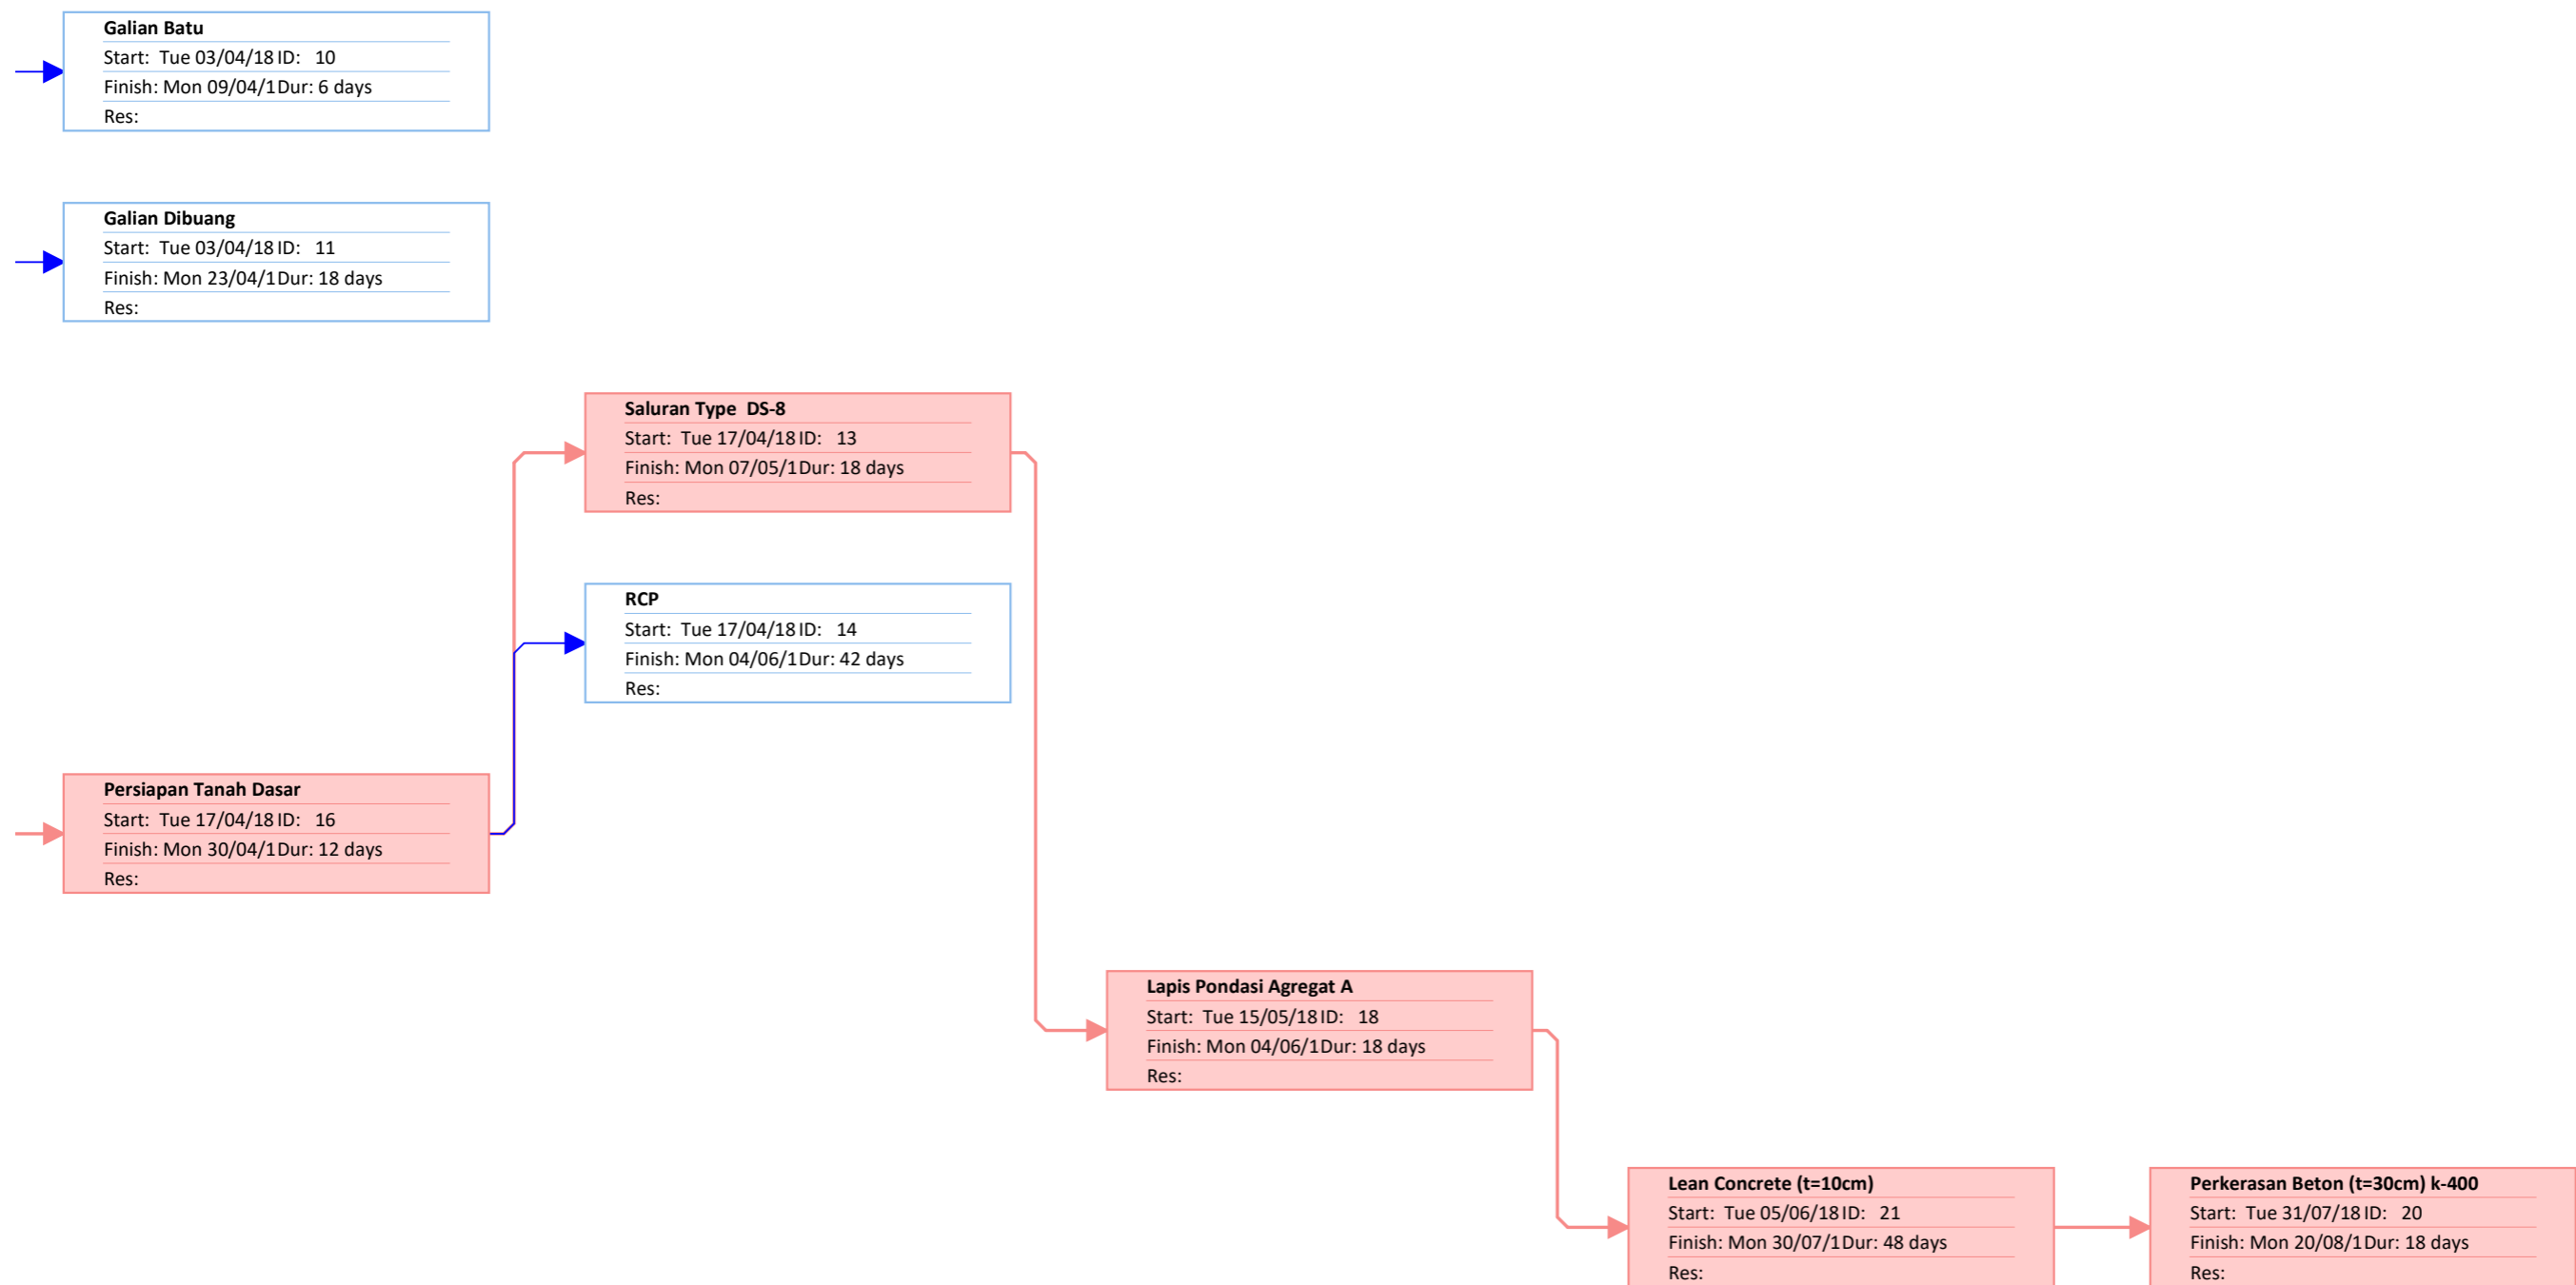 Galian Batu
Start: Tue 03/04/18 ID: 10
Finish: Mon 09/04/1 Dur: 6 days
Res:
Galian Dibuang
Start: Tue 03/04/18 ID: 11
Finish: Mon 23/04/1 Dur: 18 days
Res:
Saluran Type DS-8
Start: Tue 17/04/18 ID: 13
Finish: Mon 07/05/1 Dur: 18 days
Res:
RCP
Start: Tue 17/04/18 ID: 14
Finish: Mon 04/06/1 Dur: 42 days
Res:
Persiapan Tanah Dasar
Start: Tue 17/04/18 ID: 16
Finish: Mon 30/04/1 Dur: 12 days
Res:
Lapis Pondasi Agregat A
Start: Tue 15/05/18 ID: 18
Finish: Mon 04/06/1 Dur: 18 days
Res:
Lean Concrete (t=10cm)
Start: Tue 05/06/18 ID: 21
Finish: Mon 30/07/1 Dur: 48 days
Res:
Perkerasan Beton (t=30cm) k-400
Start: Tue 31/07/18 ID: 20
Finish: Mon 20/08/1 Dur: 18 days
Res: